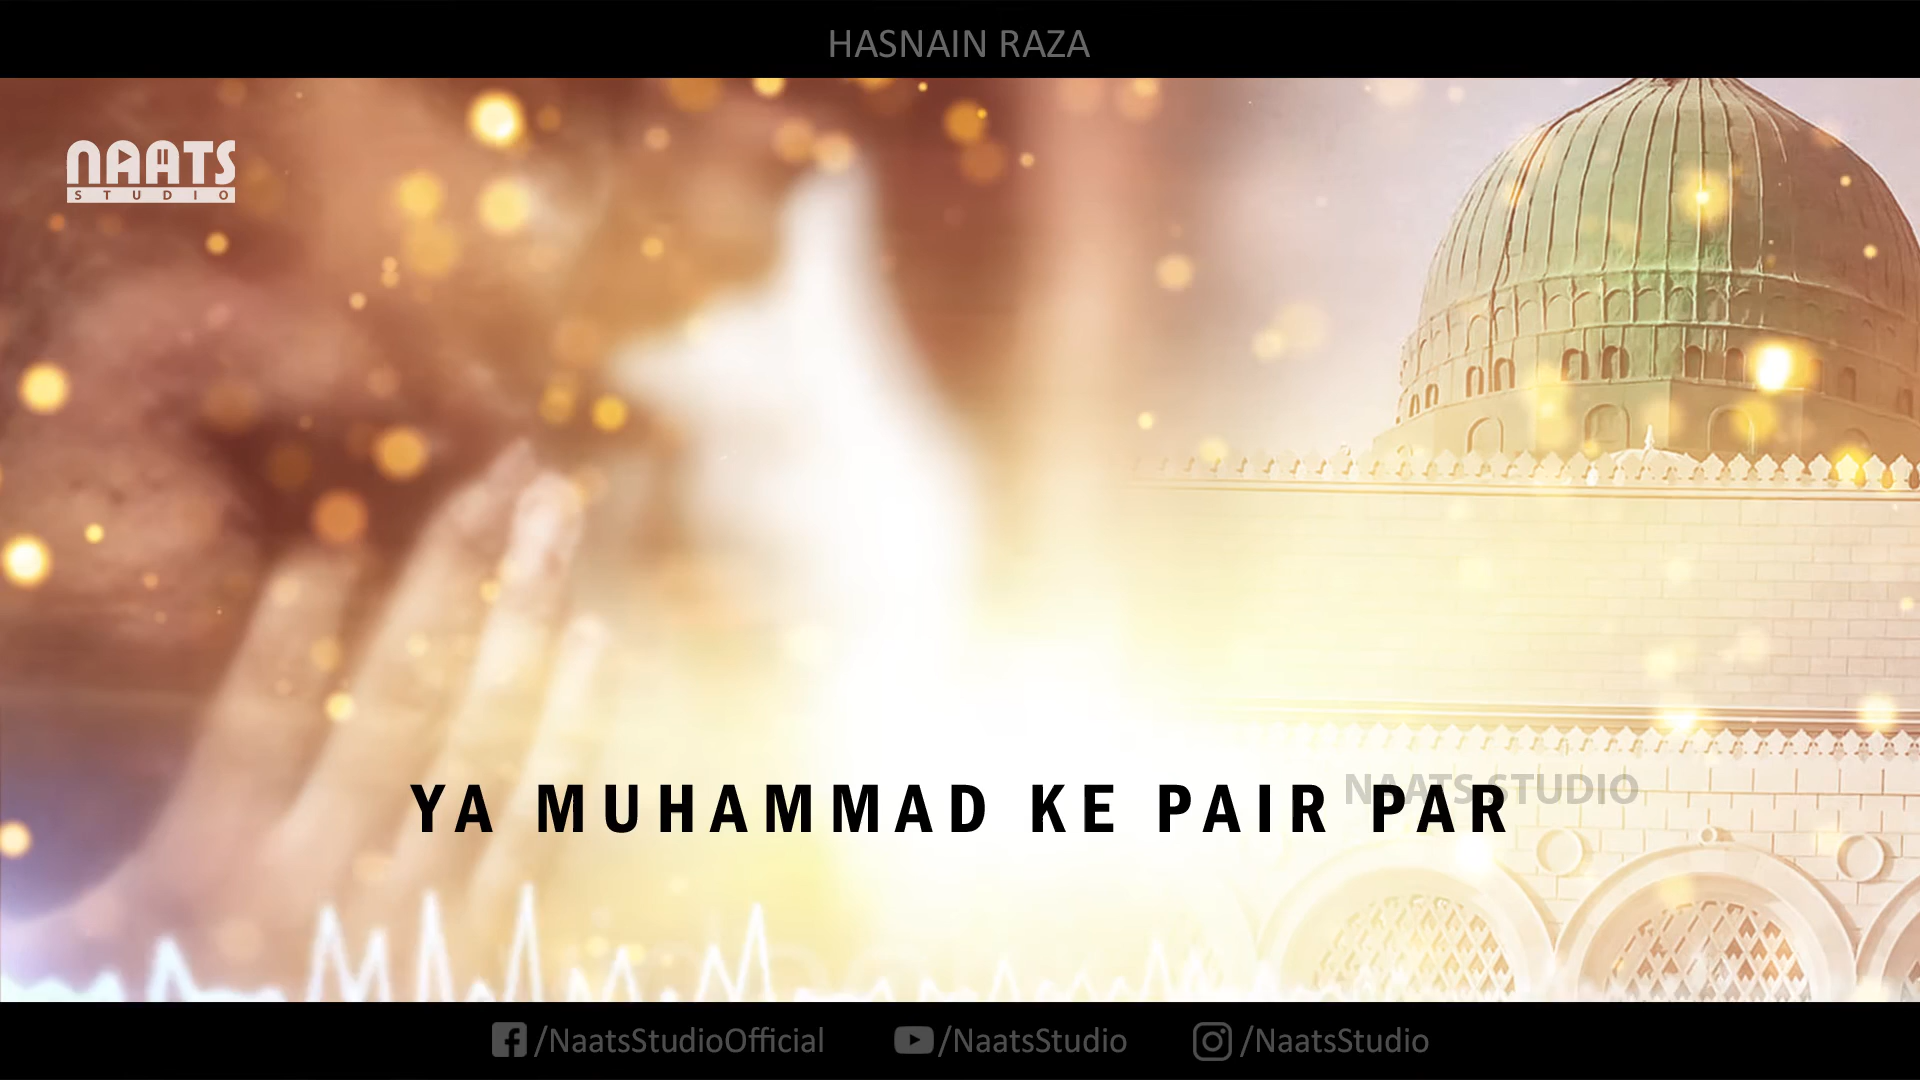 HASNAIN RAZA
NAATS
STUDIO
NAATS STUDIO
YA MUHAMMAD KE PAIR PAR
/NaatsStudioOfficial /NaatsStudio /NaatsStudio